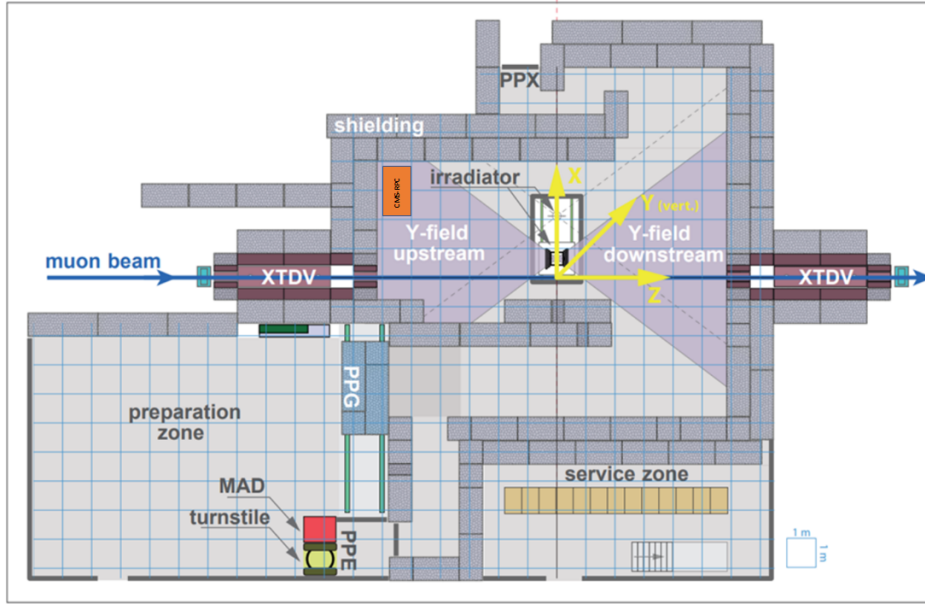 PPX
shielding
CMS-RPC
irradiator
X
Y (vert.)
Y-field
upstream
Y-field
downstream
muon beam
XTDV
Z
XTDV
PPG
preparation
zone
service zone
MAD
turnstile
PPE
1 m
1 m